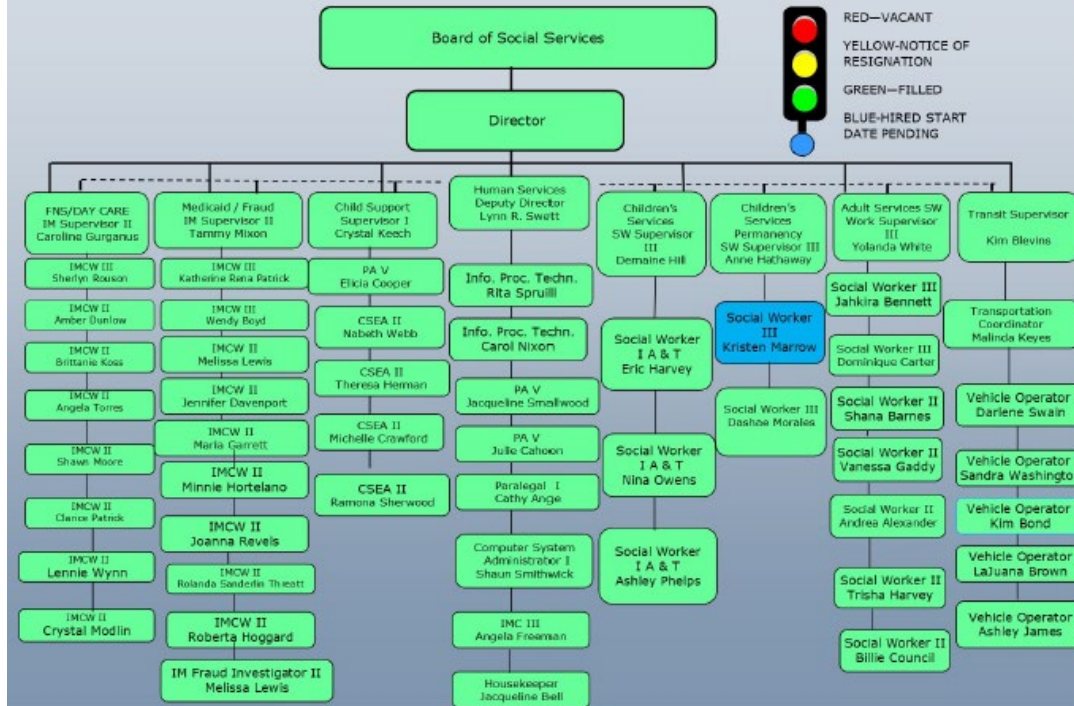 Board of Social Services
RED—VACANT
YELLOW-NOTICE OF
RESIGNATION
GREEN—FILLED
BLUE-HIRED START
DATE PENDING
Director
FNS/DAY CARE
IM Supervisor II
Caroline Gurganus
IMCW III
Sherlyn Rouson
IMCW II
Amber Dunlow
IMCW II
Brittanie Koss
IMCW II
Angela Torres
IMCW II
Shawn Moore
IMCW II
Clance Patrick
IMCW II
Lennie Wynn
IMCW II
Crystal Modlin
Medicaid / Fraud
IM Supervisor II
Tammy Mixon
IMCW III
Katherine Rena Patrick
IMCW III
Wendy Boyd
IMCW II
Melissa Lewis
IMCW II
Jennifer Davenport
IMCW II
Maria Garrett
IMCW II
Minnie Hortelano
IMCW II
Joanna Revels
IMCW II
Rolanda Sanderlin Threatt
IMCW II
Roberta Hoggard
IM Fraud Investigator II
Melissa Lewis
Child Support
Supervisor I
Crystal Keech
PA V
Elicia Cooper
CSEA II
Nabeth Webb
CSEA II
Theresa Herman
CSEA II
Michelle Crawford
CSEA II
Ramona Sherwood
Human Services
Deputy Director
Lynn R. Swett
Info. Proc. Techn.
Rita Spruill
Info. Proc. Techn.
Carol Nixon
PA V
Jacqueline Smallwood
PA V
Julie Cahoon
Paralegal I
Cathy Ange
Computer System
Administrator I
Shaun Smithwick
IMC III
Angela Freeman
Housekeeper
Jacqueline Bell
Children's
Services
SW Supervisor
III
Demaine Hill
Social Worker
I A & T
Eric Harvey
Social Worker
I A & T
Nina Owens
Social Worker
I A & T
Ashley Phelps
Children's
Services
Permanency
SW Supervisor III
Anne Hathaway
Social Worker
III
Kristen Marrow
Social Worker III
Dashae Morales
Adult Services SW
Work Supervisor
III
Yolanda White
Social Worker III
Jahkira Bennett
Social Worker III
Dominique Carter
Social Worker II
Shana Barnes
Social Worker II
Vanessa Gaddy
Social Worker II
Andrea Alexander
Social Worker II
Trisha Harvey
Social Worker II
Billie Council
Transit Supervisor
Kim Blevins
Transportation
Coordinator
Malinda Keyes
Vehicle Operator
Darlene Swain
Vehicle Operator
Sandra Washingto
Vehicle Operator
Kim Bond
Vehicle Operator
LaJuana Brown
Vehicle Operator
Ashley James